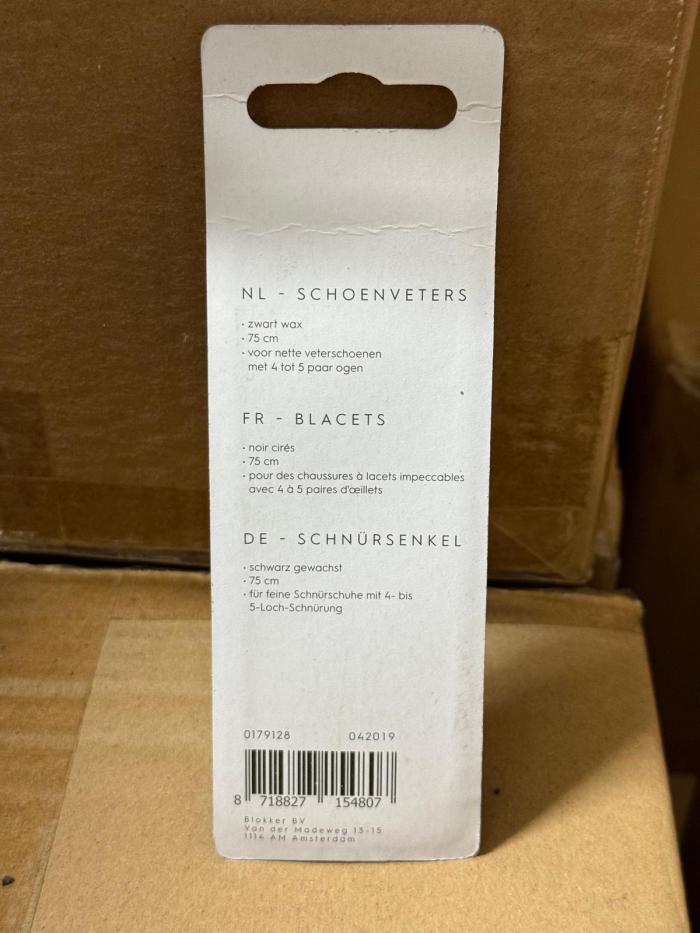 NL - SCHOENVETERS
· zwart wax
· 75 cm
· voor nette veterschoenen
met 4 tot 5 paar ogen
FR - BLACETS
· noir cirés
· 75 cm
· pour des chaussures à lacets impeccables
avec 4 à 5 paires d'œillets
DE - SCHNÜRSENKEL
· schwarz gewachst
· 75 cm
· für feine Schnürschuhe mit 4- bis
5-Loch-Schnürung
0179128 042019
8 718827 154807
Blokker BV
Van der Madeweg 13-15
1114 AM Amsterdam